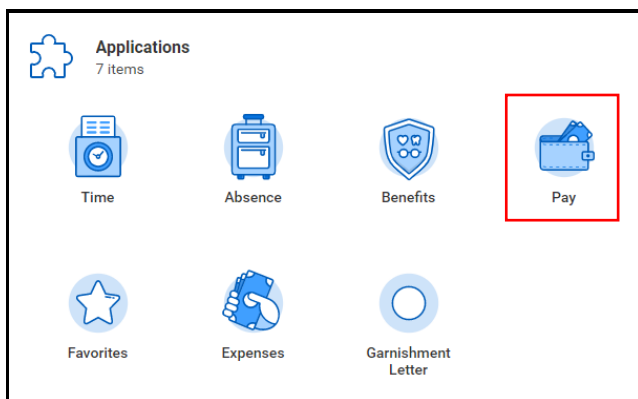 Applications
7 items
Time
Absence
Benefits
Pay
Favorites
Expenses
Garnishment
Letter